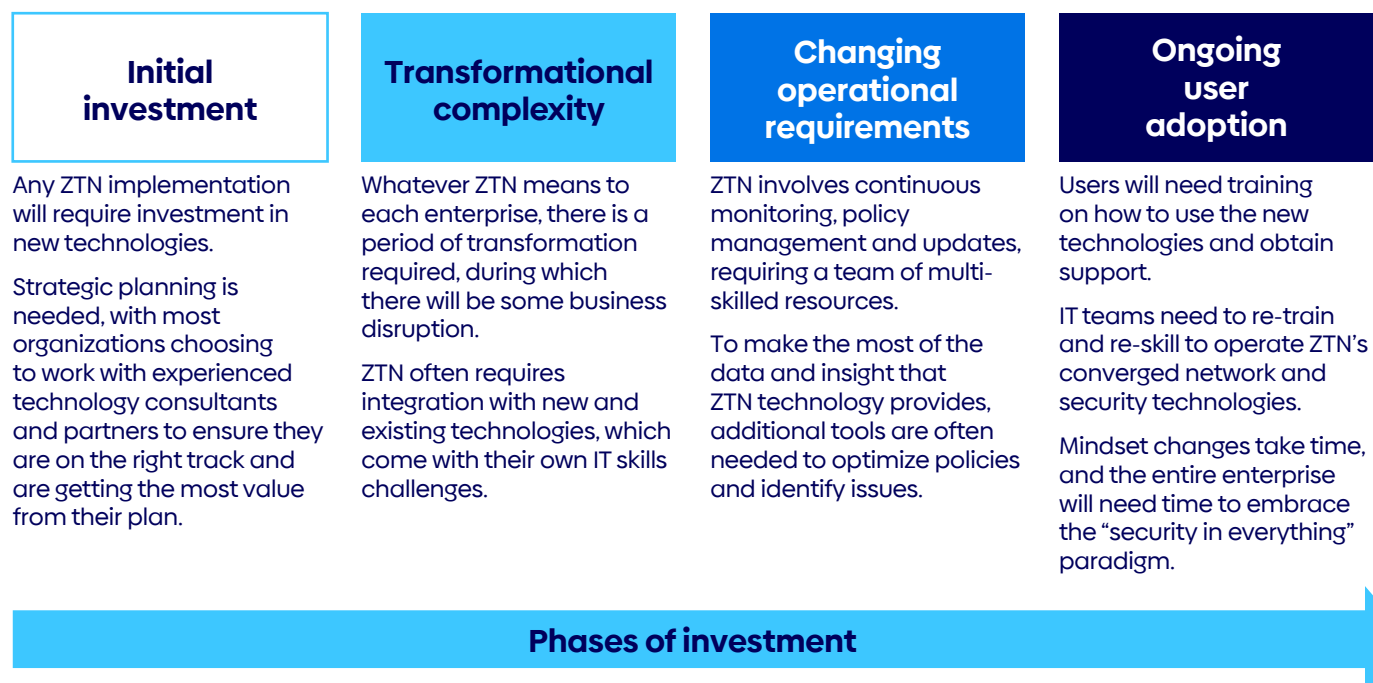 Initial
investment
Any ZTN implementation
will require investment in
new technologies.
Strategic planning is
needed, with most
organizations choosing
to work with experienced
technology consultants
and partners to ensure they
are on the right track and
are getting the most value
from their plan.
Transformational
complexity
Whatever ZTN means to
each enterprise, there is a
period of transformation
required, during which
there will be some business
disruption.
ZTN often requires
integration with new and
existing technologies, which
come with their own IT skills
challenges.
Changing
operational
requirements
ZTN involves continuous
monitoring, policy
management and updates,
requiring a team of multi-
skilled resources.
To make the most of the
data and insight that
ZTN technology provides,
additional tools are often
needed to optimize policies
and identify issues.
Ongoing
user
adoption
Users will need training
on how to use the new
technologies and obtain
support.
IT teams need to re-train
and re-skill to operate ZTN’s
converged network and
security technologies.
Mindset changes take time,
and the entire enterprise
will need time to embrace
the “security in everything”
paradigm.
Phases of investment